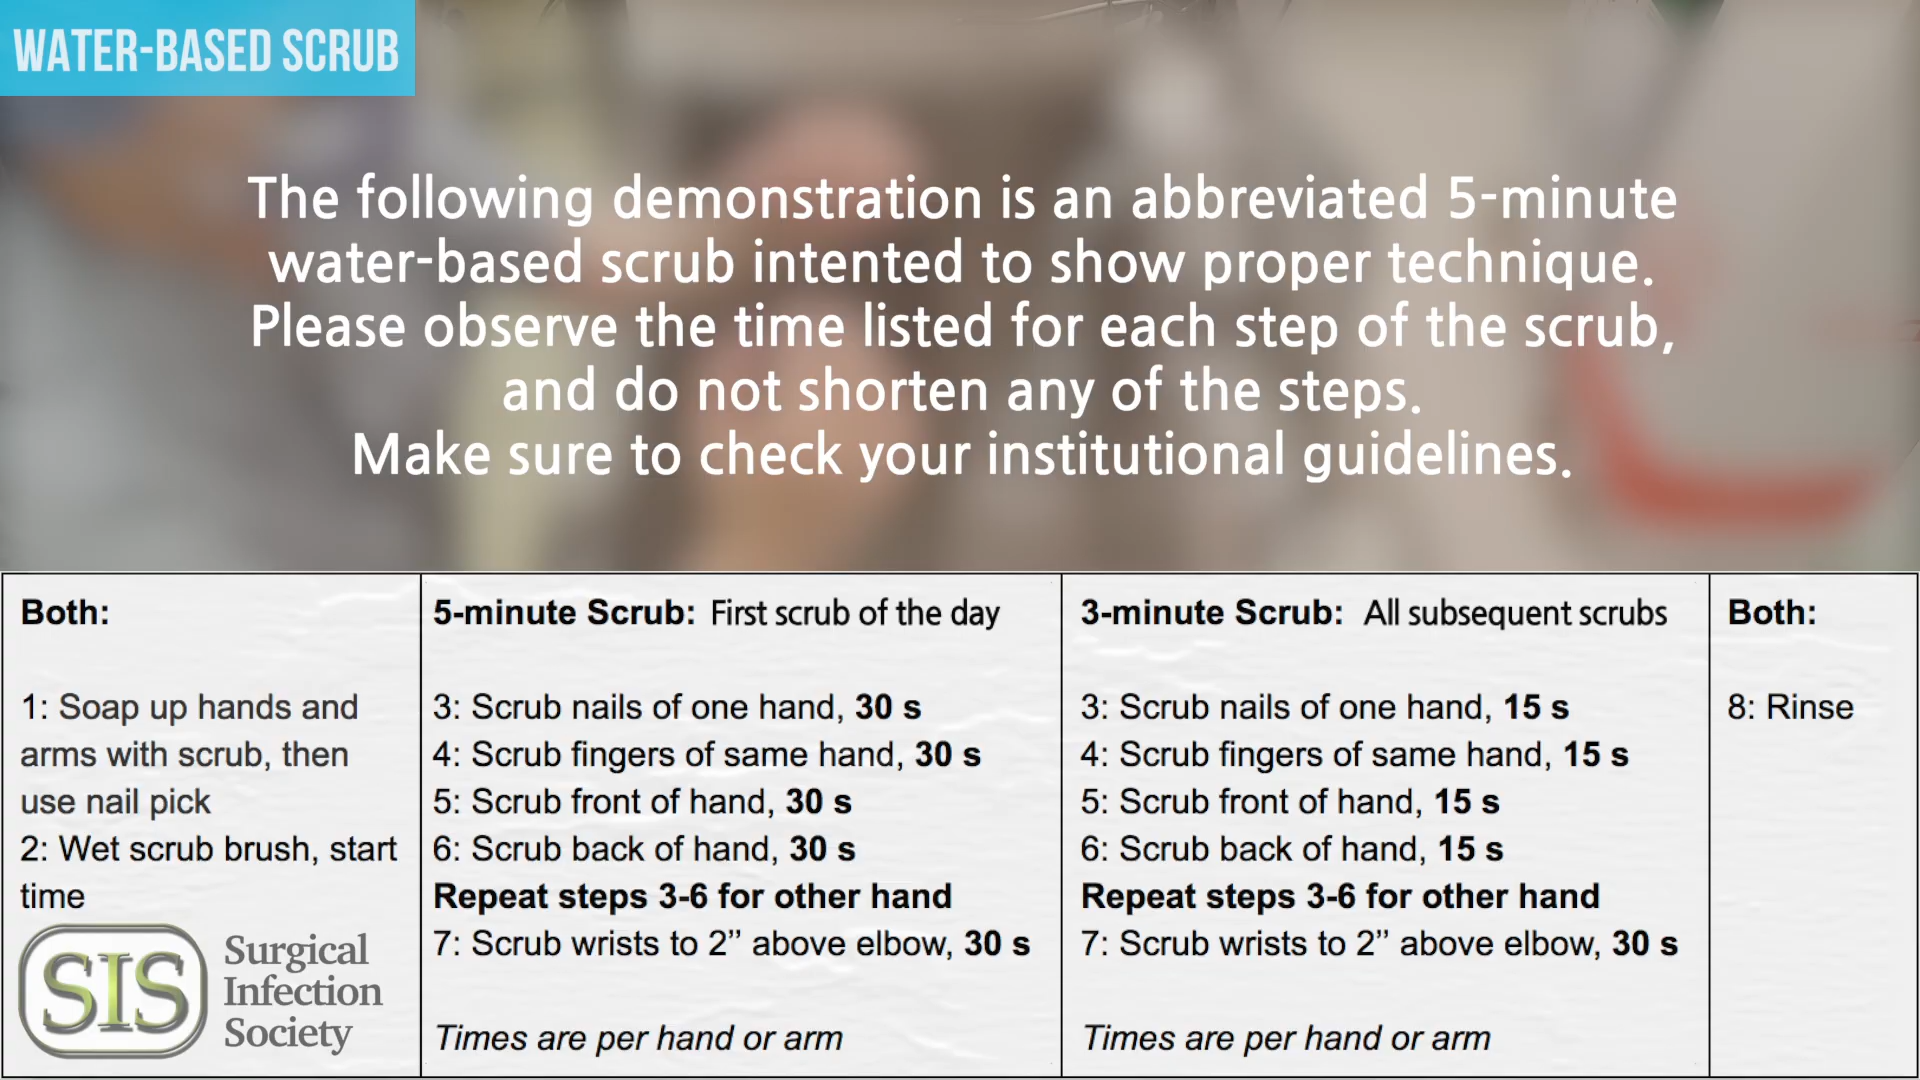 WATER-BASED SCRUB
The following demonstration is an abbreviated 5-minute
water-based scrub intented to show proper technique.
Please observe the time listed for each step of the scrub,
and do not shorten any of the steps.
Make sure to check your institutional guidelines.
Both:
1: Soap up hands and
arms with scrub, then
use nail pick
2: Wet scrub brush, start
time
SIS
Surgical
Infection
Society
5-minute Scrub: First scrub of the day
3: Scrub nails of one hand, 30 s
4: Scrub fingers of same hand, 30 s
5: Scrub front of hand, 30 s
6: Scrub back of hand, 30 s
Repeat steps 3-6 for other hand
7: Scrub wrists to 2” above elbow, 30 s
Times are per hand or arm
3-minute Scrub: All subsequent scrubs
3: Scrub nails of one hand, 15 s
4: Scrub fingers of same hand, 15 s
5: Scrub front of hand, 15 s
6: Scrub back of hand, 15 s
Repeat steps 3-6 for other hand
7: Scrub wrists to 2” above elbow, 30 s
Times are per hand or arm
Both:
8: Rinse